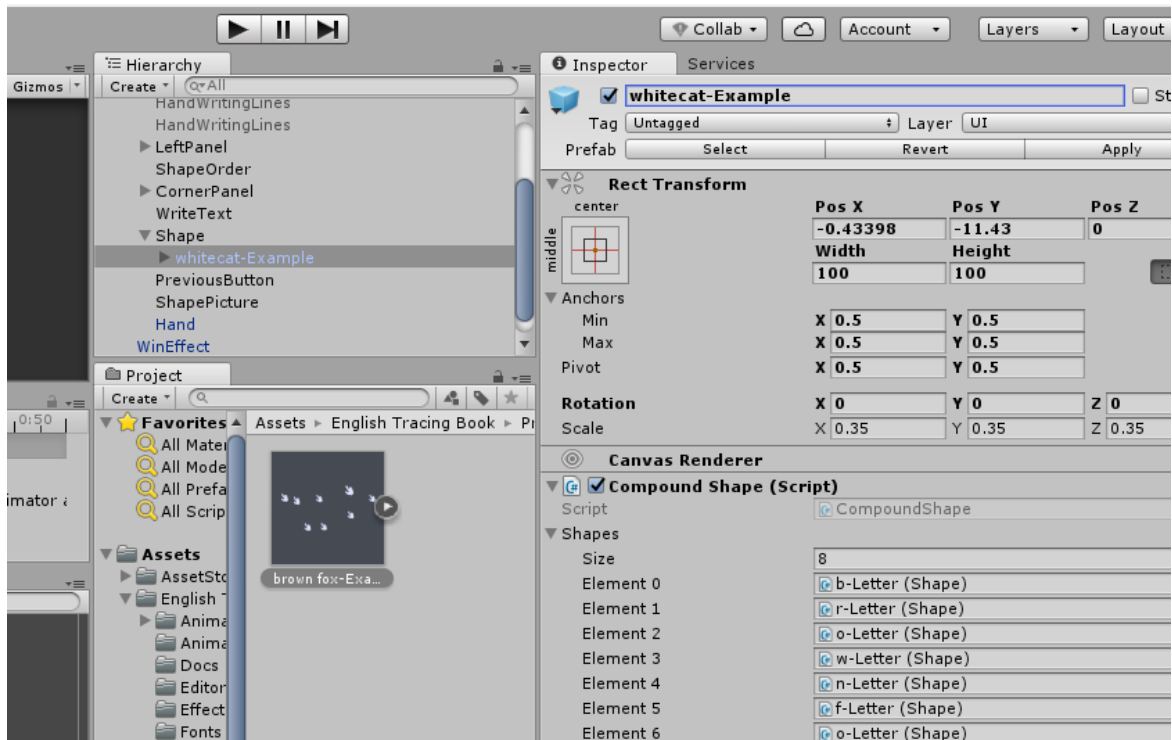 Collab
Account
Layers
Layout
Gizmos
Hierarchy
Create
All
HandWritingLines
HandWritingLines
LeftPanel
ShapeOrder
CornerPanel
WriteText
Shape
whitecat-Example
PreviousButton
ShapePicture
Hand
WinEffect
Project
Create
0:50
imator a
Favorites
All Mater
All Mode
All Prefa
All Scrip
Assets
AssetSto
English T
Anima
Anima
Docs
Editor
Effect
Fonts
Assets English Tracing Book Pr
brown fox-Exa...
Inspector Services
whitecat-Example St
Tag Untagged Layer UI
Prefab Select Revert Apply
Rect Transform
center Pos X Pos Y Pos Z
middle
-0.43398 -11.43 0
Width Height
100 100
Anchors
Min X 0.5 Y 0.5
Max X 0.5 Y 0.5
Pivot X 0.5 Y 0.5
Rotation X 0 Y 0 Z 0
Scale X 0.35 Y 0.35 Z 0.35
Canvas Renderer
Compound Shape (Script)
Script CompoundShape
Shapes
Size 8
Element 0 b-Letter (Shape)
Element 1 r-Letter (Shape)
Element 2 o-Letter (Shape)
Element 3 w-Letter (Shape)
Element 4 n-Letter (Shape)
Element 5 f-Letter (Shape)
Element 6 o-Letter (Shape)